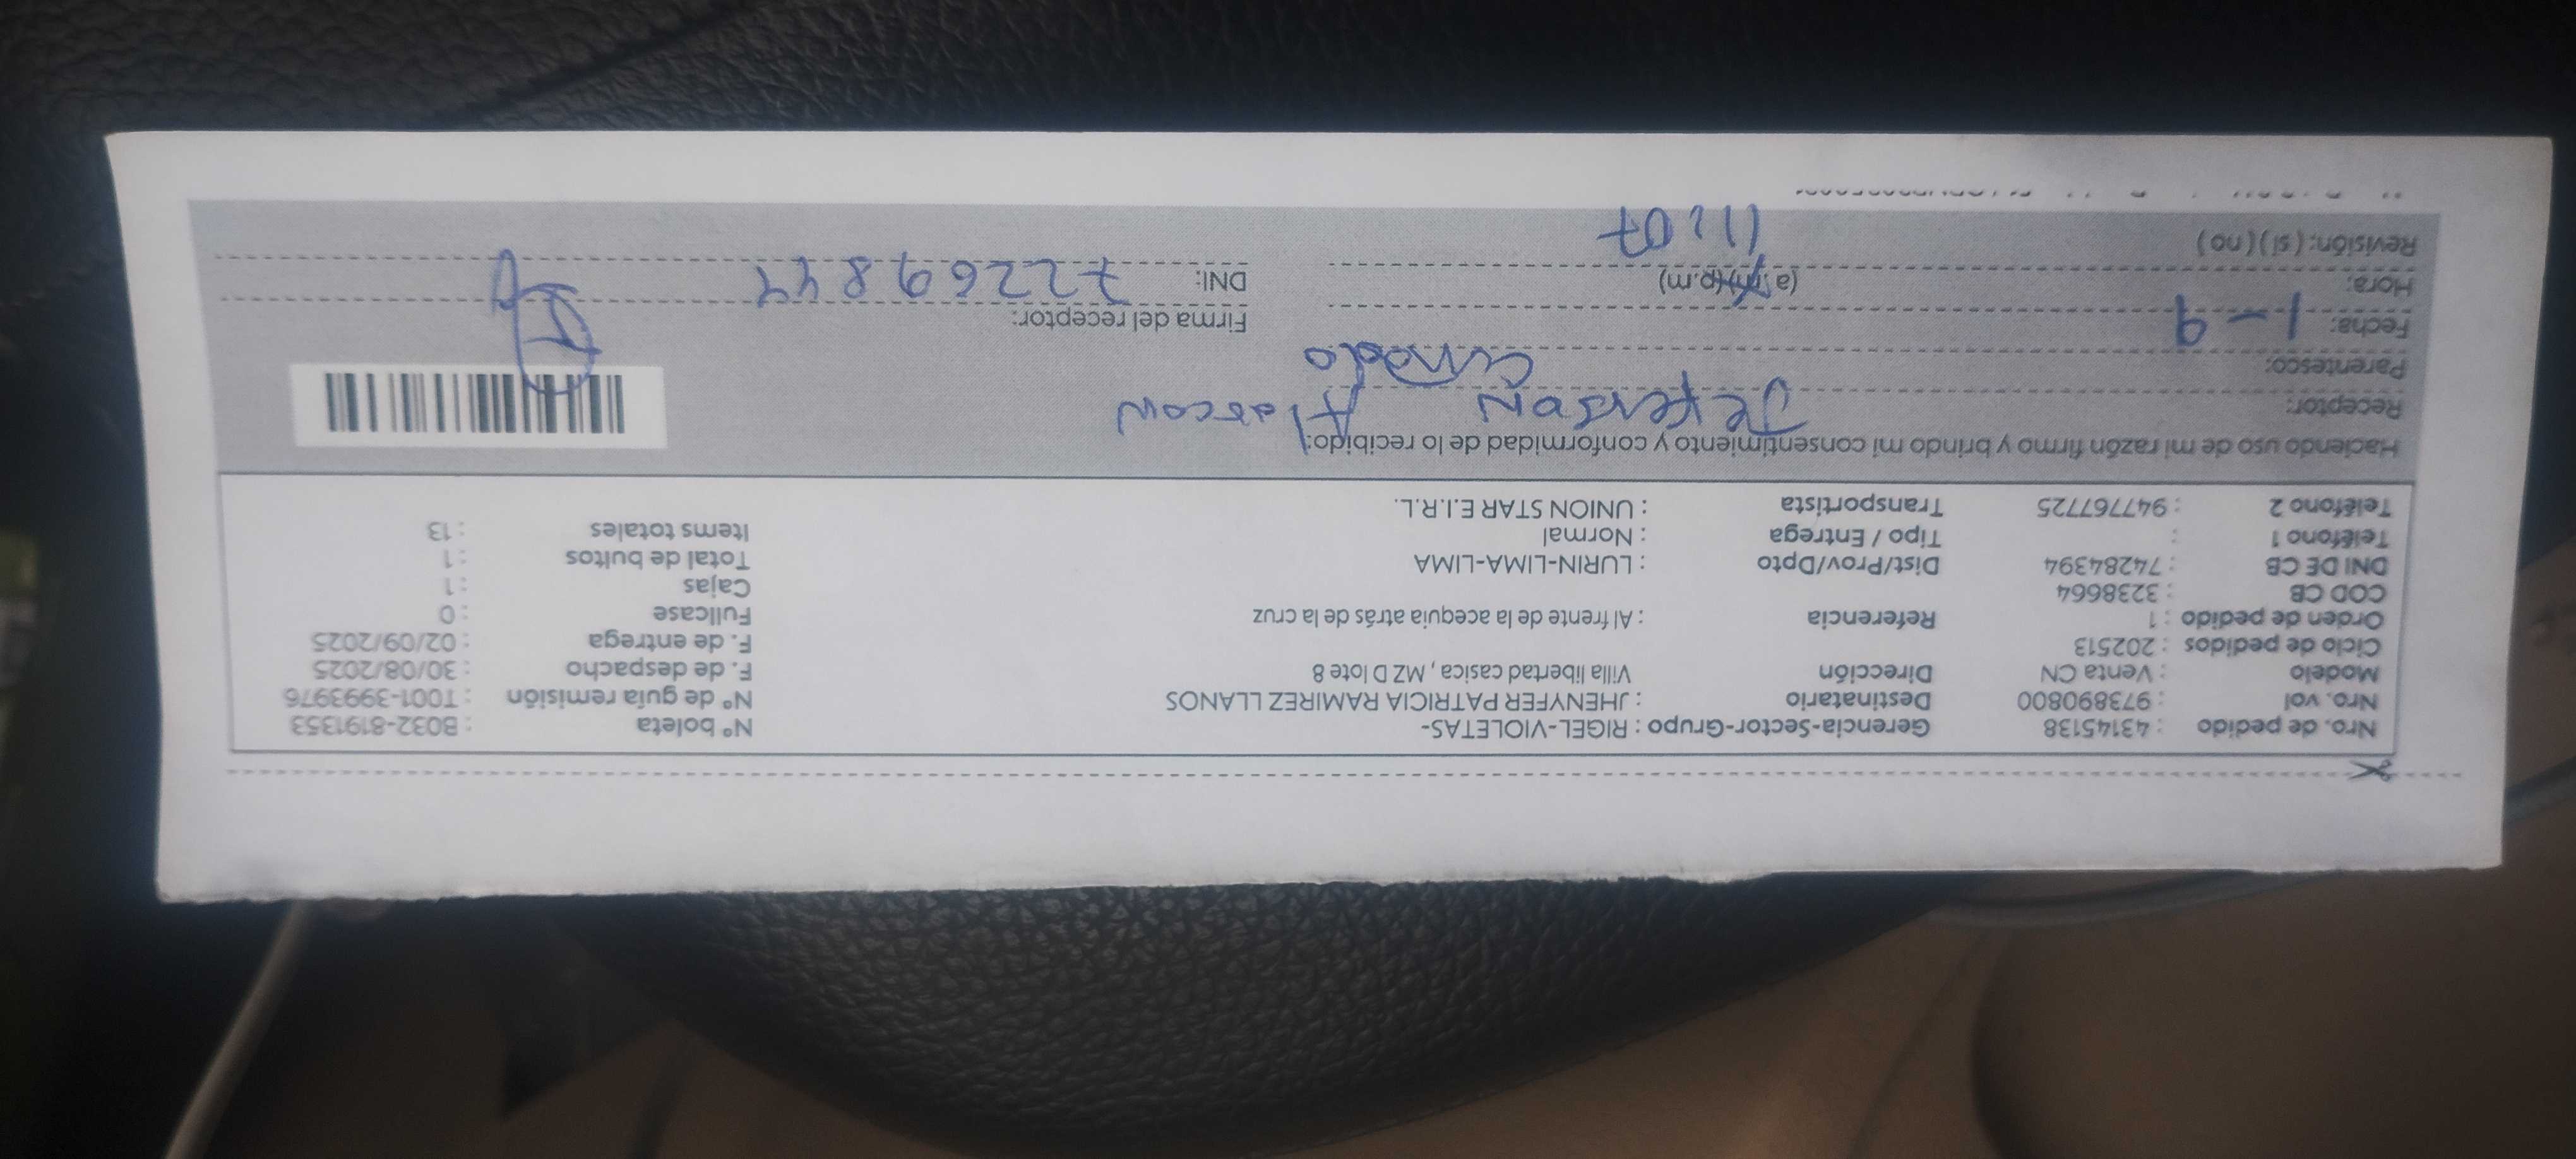 Nro. de pedido : 43145138 Gerencia-Sector-Grupo : RIGEL-VIOLETAS- N° boleta : B032-8191353
Nro. vol : 973890800 Destinatario : JHENYFER PATRICIA RAMIREZ LLANOS N° de guía remisión : T001-3993976
Modelo : Venta CN Dirección Villa libertad casica , MZ D lote 8 F. de despacho : 30/08/2025
Ciclo de pedidos : 202513 F. de entrega : 02/09/2025
Orden de pedido : 1 Referencia : Al frente de la acequia atrás de la cruz Fullcase : 0
COD CB : 3238664 Cajas : 1
DNI DE CB : 74284394 Dist/Prov/Dpto : LURIN-LIMA-LIMA Total de bultos : 1
Teléfono 1 : Tipo / Entrega : Normal Items totales : 13
Teléfono 2 : 947767725 Transportista : UNION STAR E.I.R.L.
Haciendo uso de mi razón firmo y brindo mi consentimiento y conformidad de lo recibido:
Receptor: Jeferson Alarcon
Parentesco: Cuñado
Fecha: 1-9 Firma del receptor:
Hora: (a.m)(p.m) DNI: 72269844
Revisión: ( sí ) ( no ) 11:07